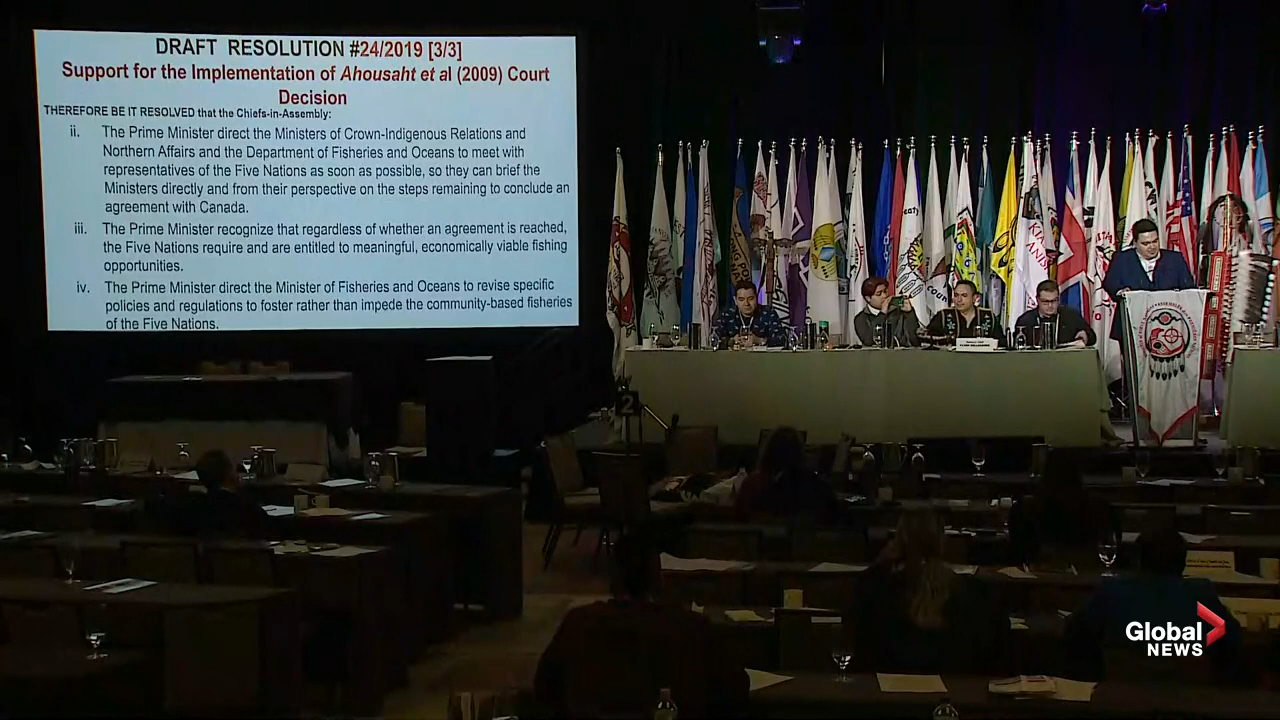 DRAFT RESOLUTION #24/2019 [3/3]
Support for the Implementation of Ahousaht et al (2009) Court
Decision
THEREFORE BE IT RESOLVED that the Chiefs-in-Assembly:
ii. The Prime Minister direct the Ministers of Crown-Indigenous Relations and
Northern Affairs and the Department of Fisheries and Oceans to meet with
representatives of the Five Nations as soon as possible, so they can brief the
Ministers directly and from their perspective on the steps remaining to conclude an
agreement with Canada.
iii. The Prime Minister recognize that regardless of whether an agreement is reached,
the Five Nations require and are entitled to meaningful, economically viable fishing
opportunities.
iv. The Prime Minister direct the Minister of Fisheries and Oceans to revise specific
policies and regulations to foster rather than impede the community-based fisheries
of the Five Nations.
2
Global
NEWS